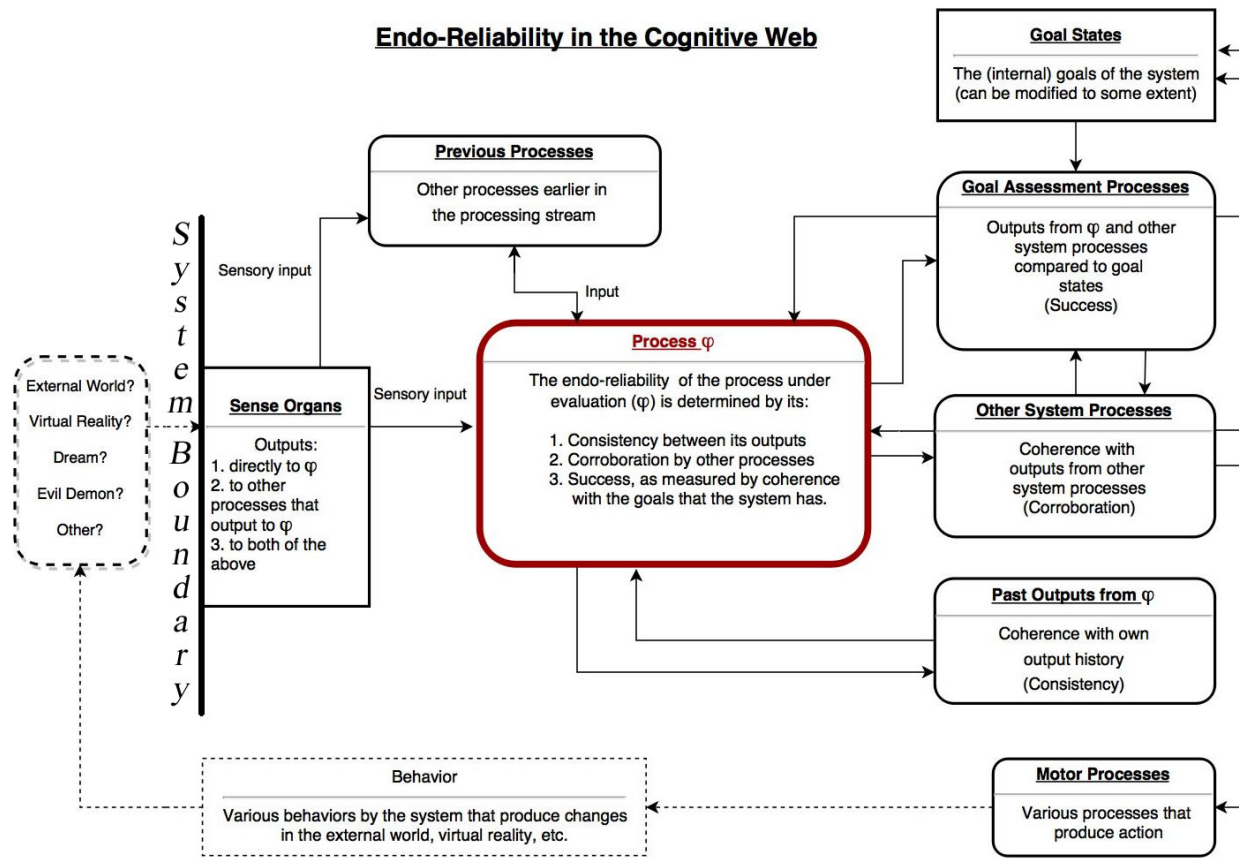 Endo-Reliability in the Cognitive Web
Goal States
The (internal) goals of the system
(can be modified to some extent)
Previous Processes
Other processes earlier in
the processing stream
Goal Assessment Processes
Outputs from φ and other
system processes
compared to goal
states
(Success)
System Boundary
Sensory input
Input
External World?
Virtual Reality?
Dream?
Evil Demon?
Other?
Sense Organs
Outputs:
1. directly to φ
2. to other
processes that
output to φ
3. to both of the
above
Sensory input
Process φ
The endo-reliability of the process under
evaluation (φ) is determined by its:
1. Consistency between its outputs
2. Corroboration by other processes
3. Success, as measured by coherence
with the goals that the system has.
Other System Processes
Coherence with
outputs from other
system processes
(Corroboration)
Past Outputs from φ
Coherence with own
output history
(Consistency)
Behavior
Various behaviors by the system that produce changes
in the external world, virtual reality, etc.
Motor Processes
Various processes that
produce action